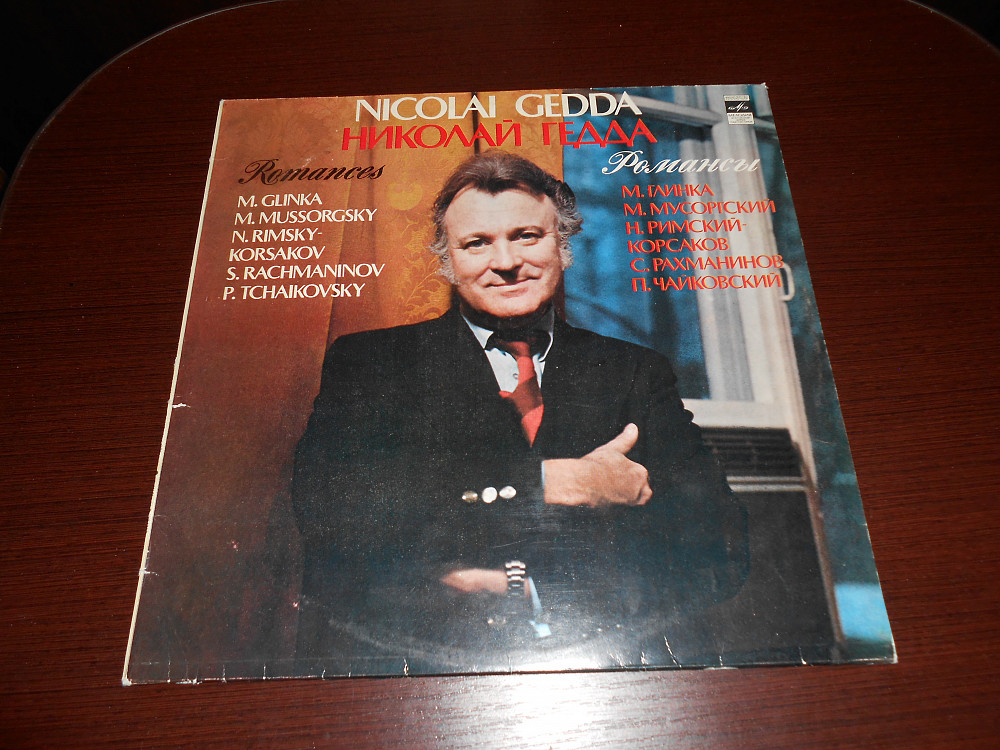 NICOLAI GEDDA
НИКОЛАЙ ГЕДДА
Romances
M. GLINKA
M. MUSSORGSKY
N. RIMSKY-
KORSAKOV
S. RACHMANINOV
P. TCHAIKOVSKY
Романсы
М. ГЛИНКА
М. МУСОРГСКИЙ
Н. РИМСКИЙ-
КОРСАКОВ
С. РАХМАНИНОВ
П. ЧАЙКОВСКИЙ